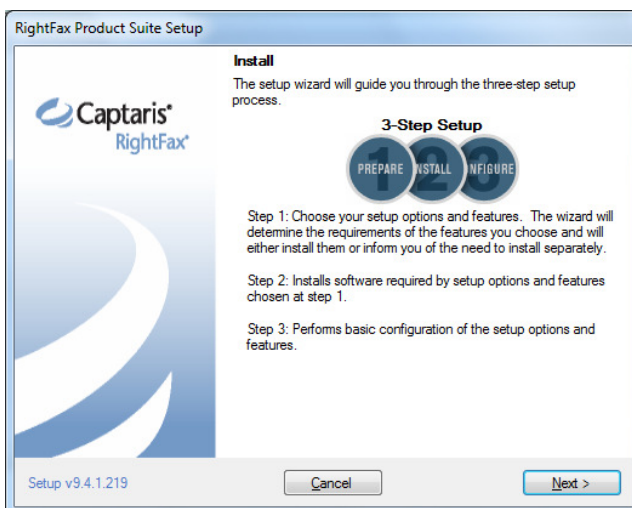 RightFax Product Suite Setup
Captaris
RightFax
Install
The setup wizard will guide you through the three-step setup
process.
3-Step Setup
1 2 3
PREPARE NSTALL NFIGURE
Step 1: Choose your setup options and features. The wizard will
determine the requirements of the features you choose and will
either install them or inform you of the need to install separately.
Step 2: Installs software required by setup options and features
chosen at step 1.
Step 3: Performs basic configuration of the setup options and
features.
Setup v9.4.1.219
Cancel
Next >